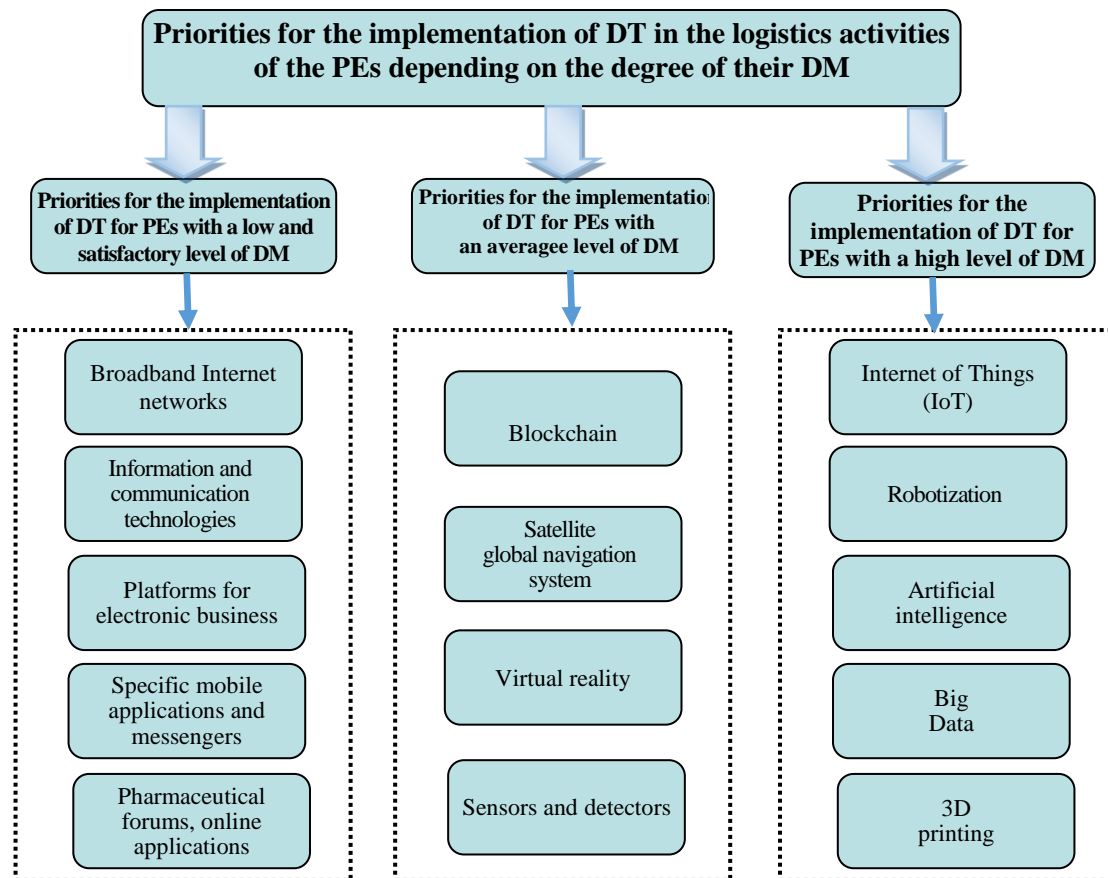 Priorities for the implementation of DT in the logistics activities
of the PEs depending on the degree of their DM
Priorities for the implementation
of DT for PEs with a low and
satisfactory level of DM
Priorities for the implementation
of DT for PEs with
an averagee level of DM
Priorities for the
implementation of DT for
PEs with a high level of DM
Broadband Internet
networks
Information and
communication
technologies
Platforms for
electronic business
Specific mobile
applications and
messengers
Pharmaceutical
forums, online
applications
Blockchain
Satellite
global navigation
system
Virtual reality
Sensors and detectors
Internet of Things
(IoT)
Robotization
Artificial
intelligence
Big
Data
3D
printing